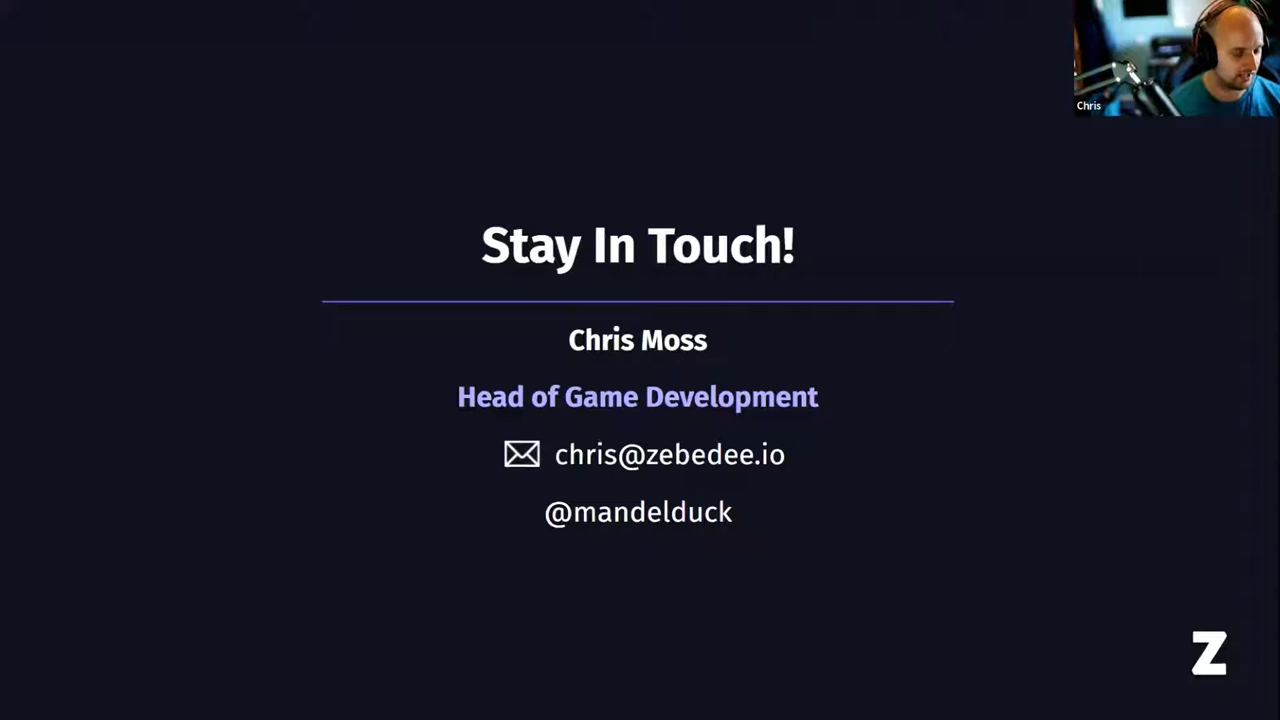 Chris
Stay In Touch!
Chris Moss
Head of Game Development
chris@zebedee.io
@mandelduck
Z